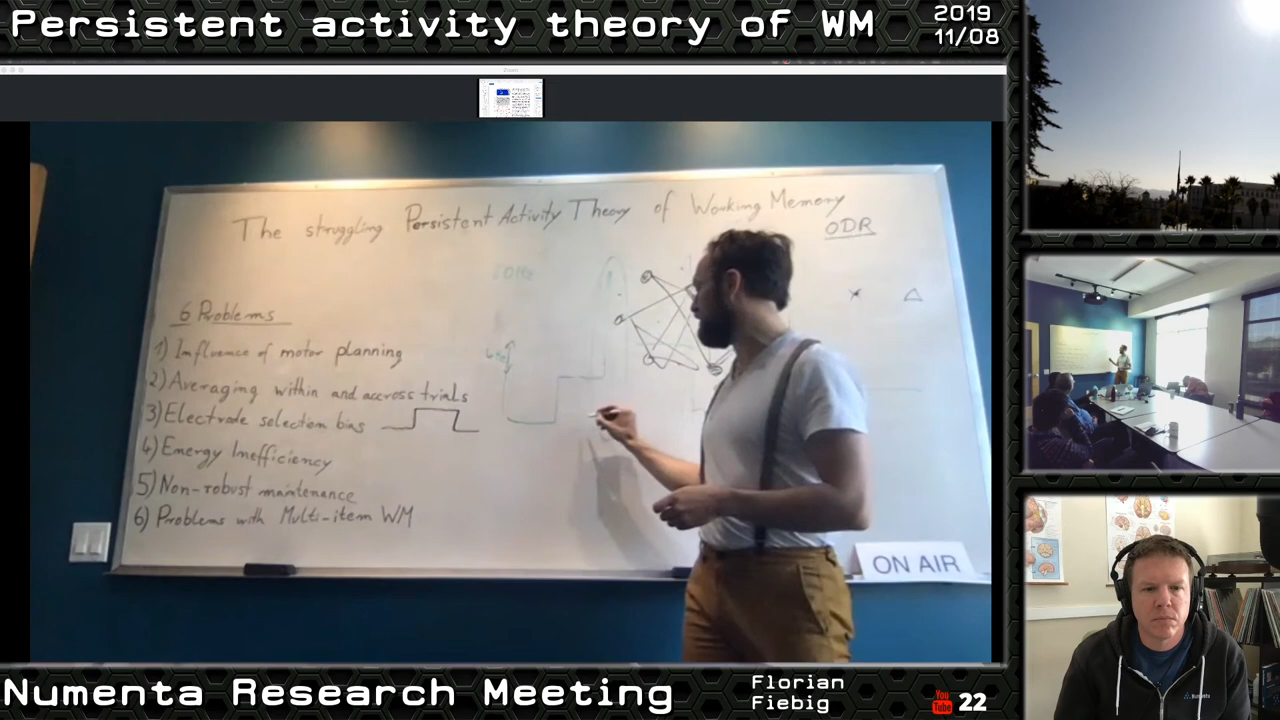 Persistent activity theory of WM
2019
11/08
The struggling Persistent Activity Theory of Working Memory
ODR
6 Problems
1) Influence of motor planning
2) Averaging within and accross trials
3) Electrode selection bias
4) Energy Inefficiency
5) Non-robust maintenance
6) Problems with Multi-item WM
ON AIR
Numenta Research Meeting
Florian
Fiebig
You
Tube
22